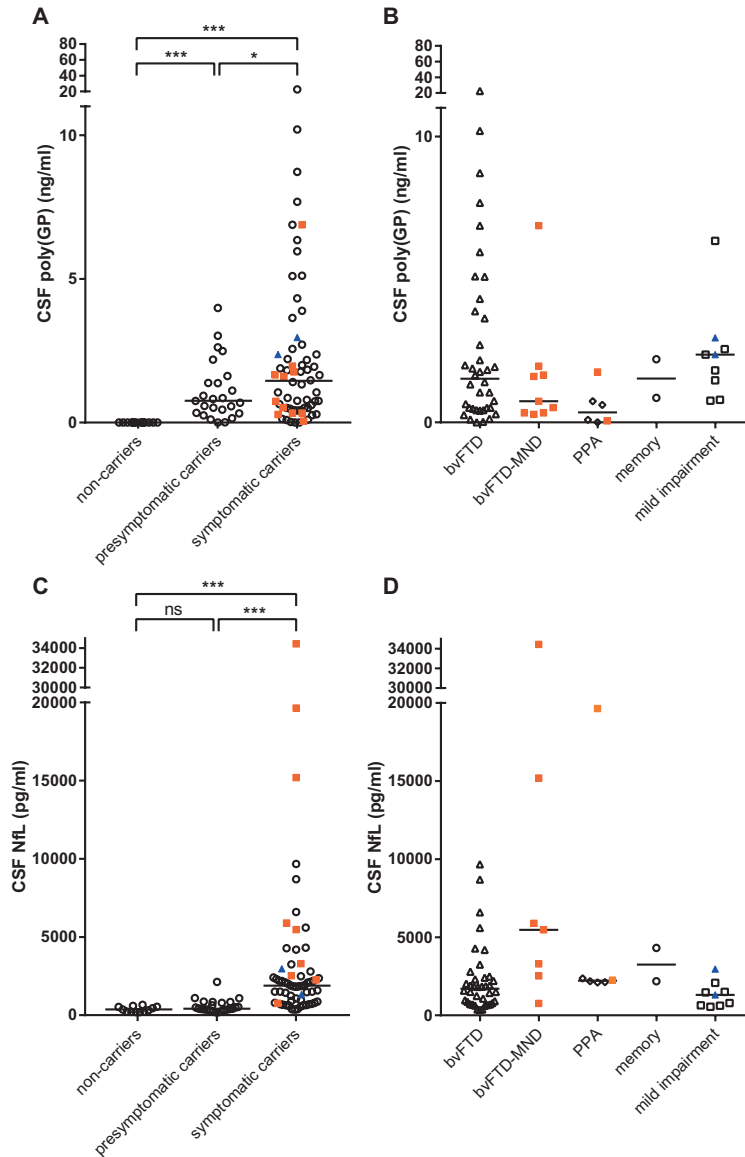 A
B
***
***
*
80
60
40
20
10
5
0
CSF poly(GP) (ng/ml)
non-carriers
presymptomatic carriers
symptomatic carriers
80
60
40
20
10
0
CSF poly(GP) (ng/ml)
bvFTD
bvFTD-MND
PPA
memory
mild impairment
C
D
***
ns
***
34000
32000
30000
20000
15000
10000
5000
0
CSF NfL (pg/ml)
non-carriers
presymptomatic carriers
symptomatic carriers
34000
32000
30000
20000
15000
10000
5000
0
CSF NfL (pg/ml)
bvFTD
bvFTD-MND
PPA
memory
mild impairment